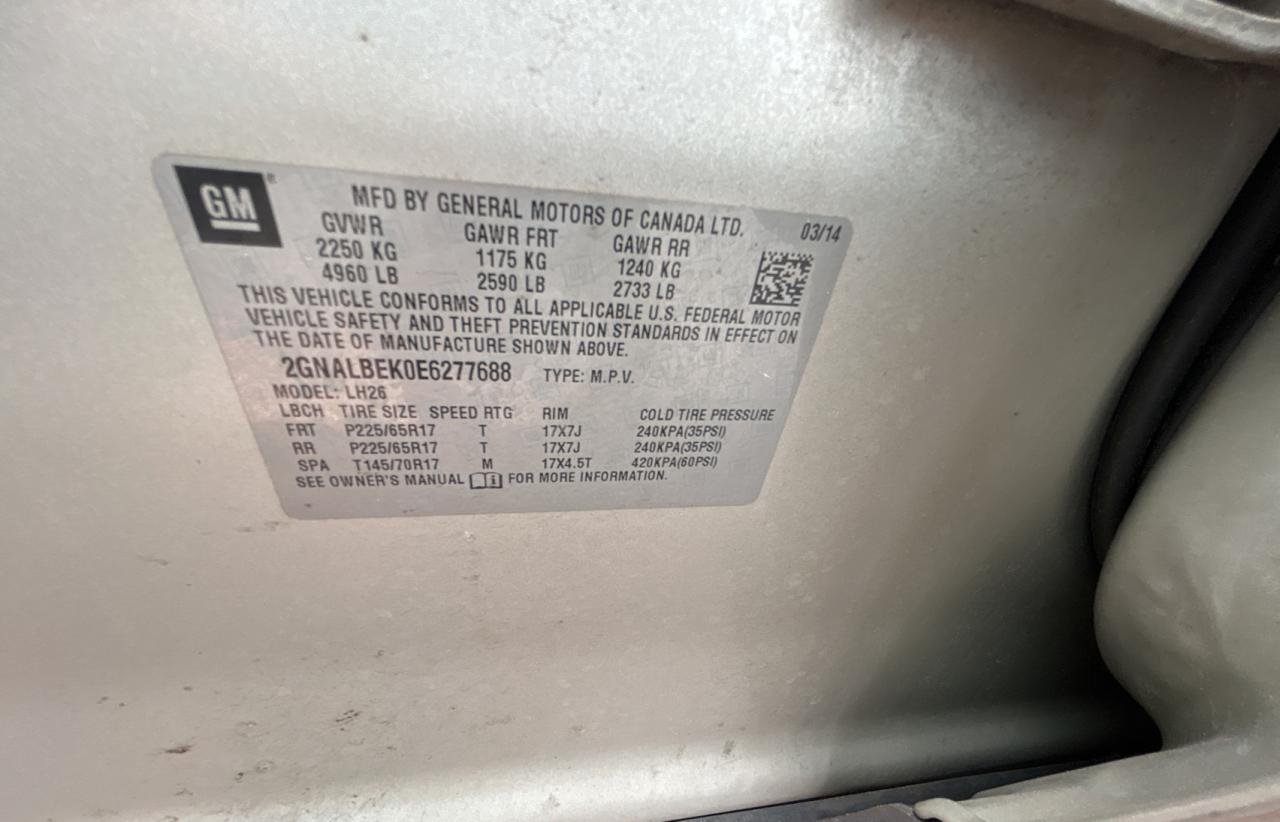 GM®
MFD BY GENERAL MOTORS OF CANADA LTD.
03/14
GVWR GAWR FRT GAWR RR
2250 KG 1175 KG 1240 KG
4960 LB 2590 LB 2733 LB
THIS VEHICLE CONFORMS TO ALL APPLICABLE U.S. FEDERAL MOTOR
VEHICLE SAFETY AND THEFT PREVENTION STANDARDS IN EFFECT ON
THE DATE OF MANUFACTURE SHOWN ABOVE.
2GNALBEK0E6277688 TYPE: M.P.V.
MODEL: LH26
LBCH TIRE SIZE SPEED RTG RIM COLD TIRE PRESSURE
FRT P225/65R17 T 17X7J 240KPA(35PSI)
RR P225/65R17 T 17X7J 240KPA(35PSI)
SPA T145/70R17 M 17X4.5T 420KPA(60PSI)
SEE OWNER'S MANUAL i FOR MORE INFORMATION.